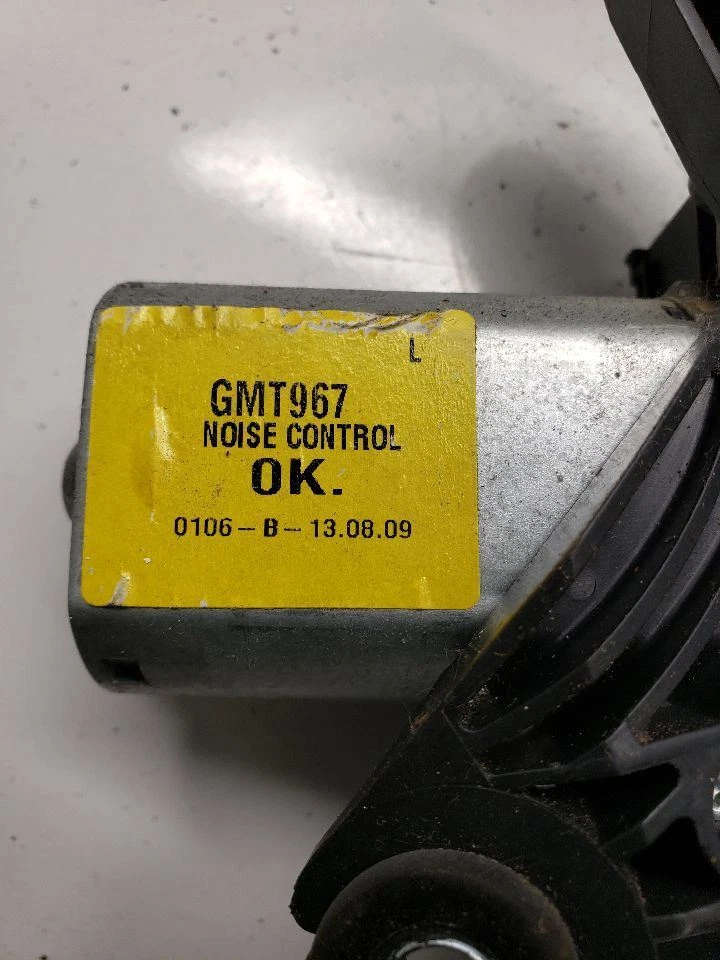 L
GMT967
NOISE CONTROL
OK.
0106-B-13.08.09